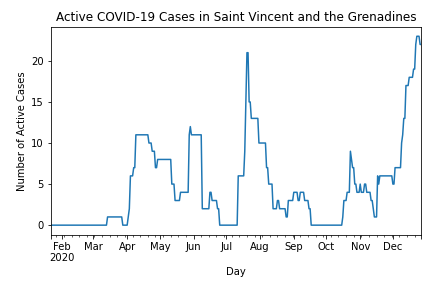 Active COVID-19 Cases in Saint Vincent and the Grenadines
Number of Active Cases
20
15
10
5
0
Feb Mar Apr May Jun Jul Aug Sep Oct Nov Dec
2020
Day